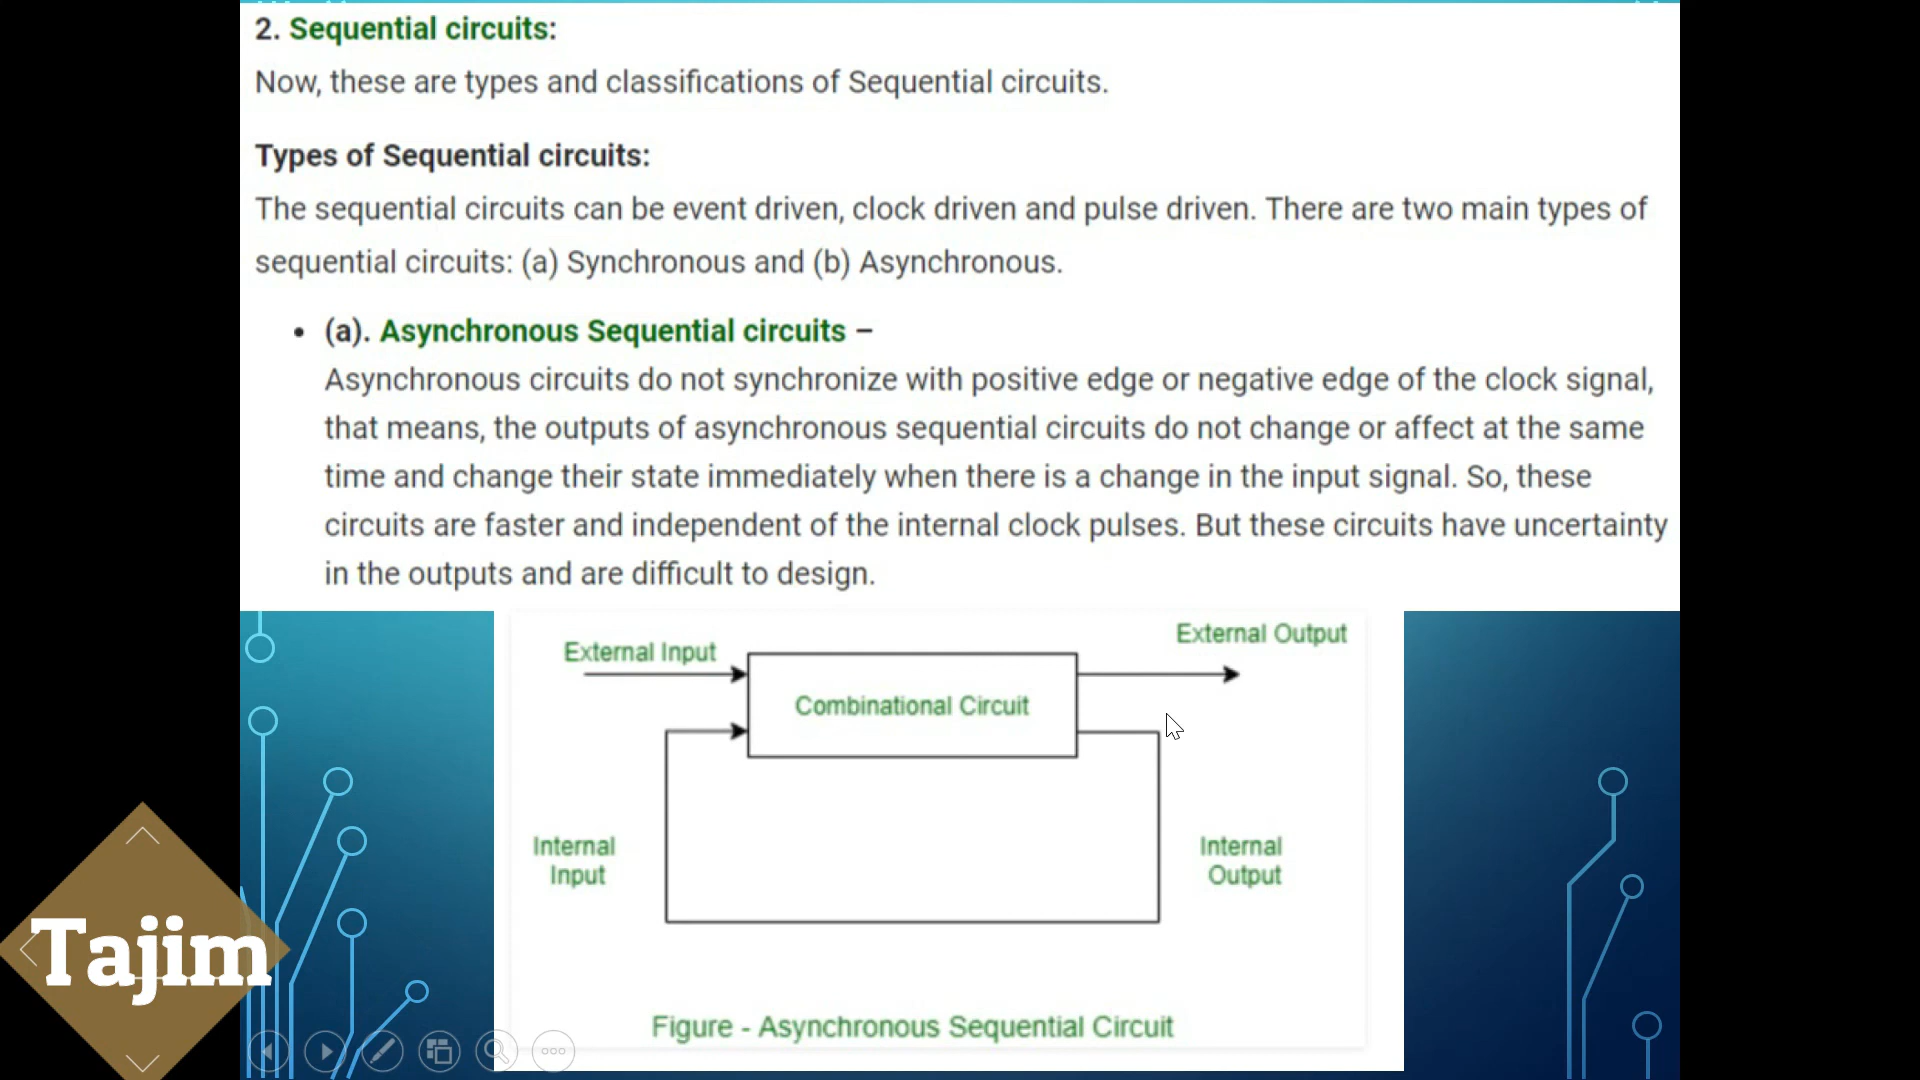 2. Sequential circuits:
Now, these are types and classifications of Sequential circuits.
Types of Sequential circuits:
The sequential circuits can be event driven, clock driven and pulse driven. There are two main types of
sequential circuits: (a) Synchronous and (b) Asynchronous.
• (a). Asynchronous Sequential circuits –
Asynchronous circuits do not synchronize with positive edge or negative edge of the clock signal,
that means, the outputs of asynchronous sequential circuits do not change or affect at the same
time and change their state immediately when there is a change in the input signal. So, these
circuits are faster and independent of the internal clock pulses. But these circuits have uncertainty
in the outputs and are difficult to design.
External Input
External Output
Combinational Circuit
Internal
Input
Internal
Output
Figure - Asynchronous Sequential Circuit
Tajim